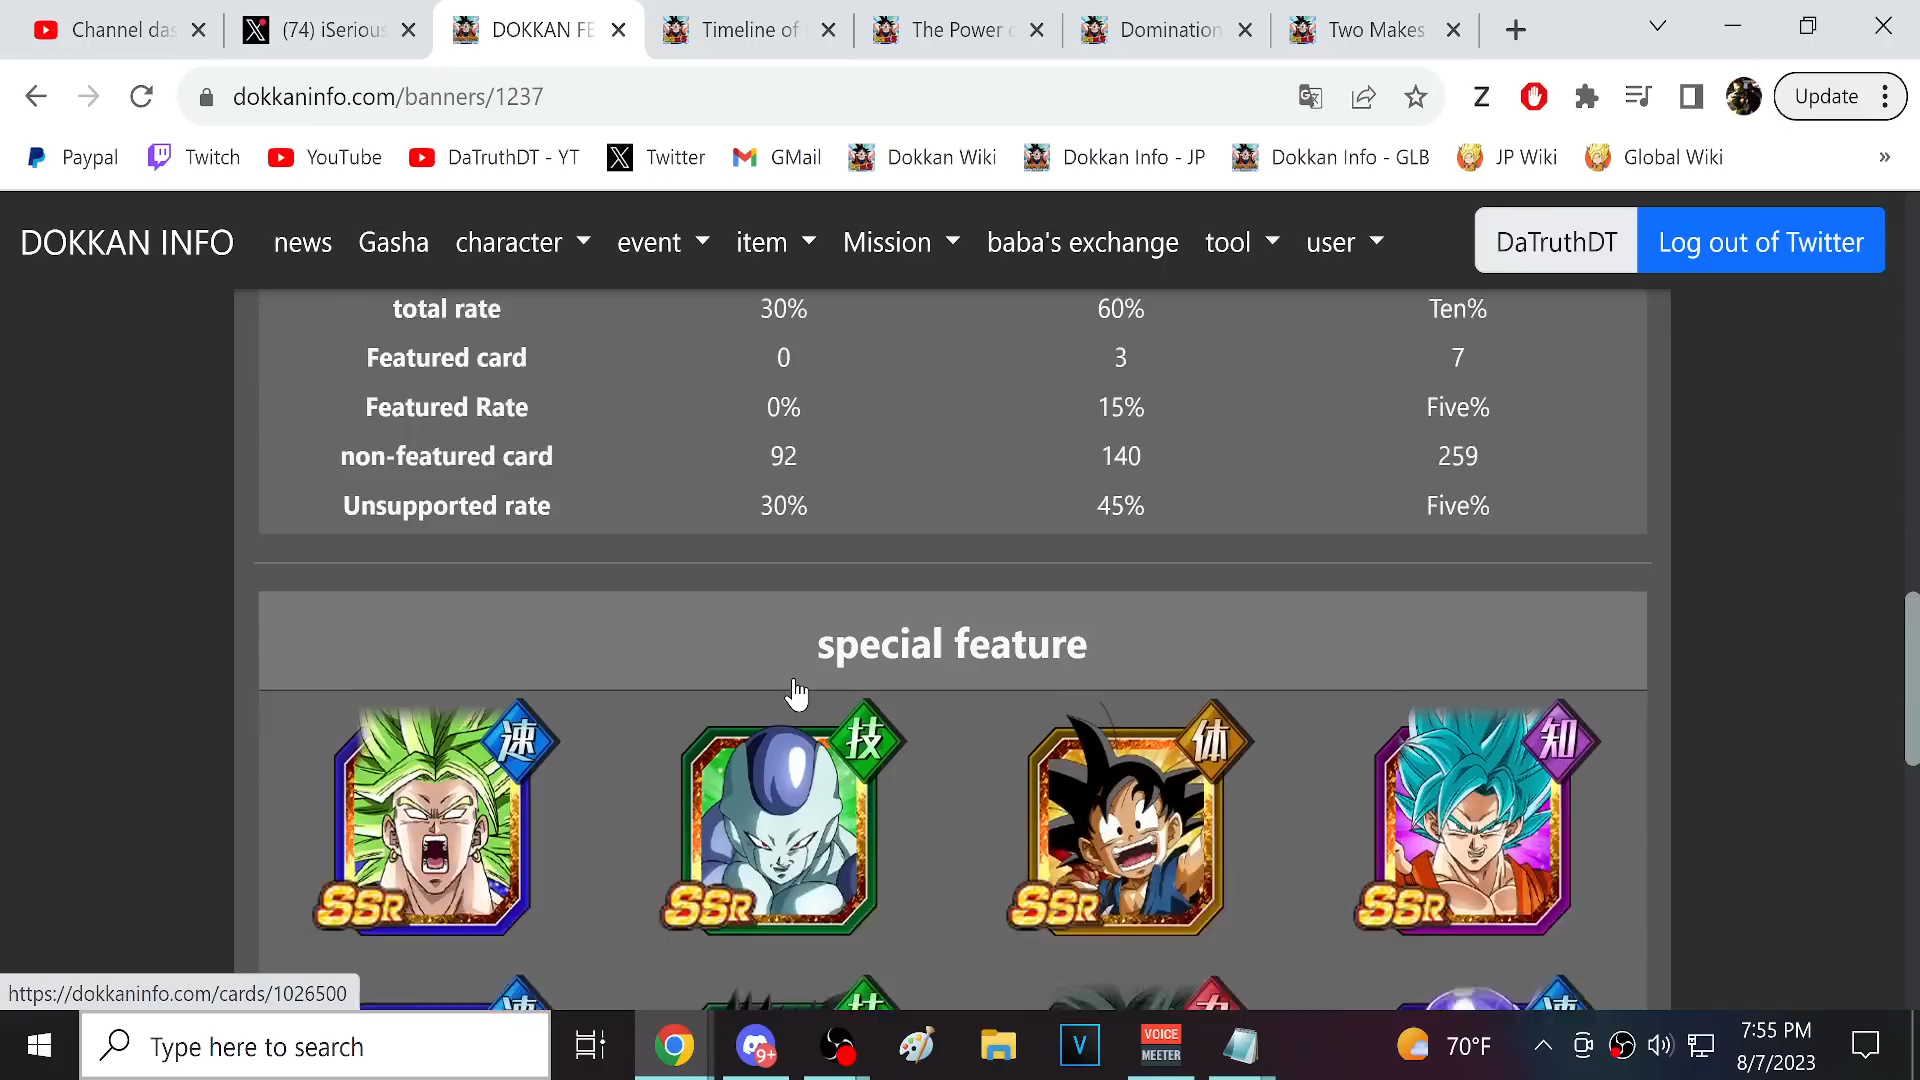 Channel das
(74) iSerious
DOKKAN FE
Timeline of
The Power o
Domination
Two Makes
dokkaninfo.com/banners/1237
Z
Update
Paypal
Twitch
YouTube
DaTruthDT - YT
Twitter
GMail
Dokkan Wiki
Dokkan Info - JP
Dokkan Info - GLB
JP Wiki
Global Wiki
»
DOKKAN INFO
news
Gasha
character
event
item
Mission
baba's exchange
tool
user
DaTruthDT
Log out of Twitter
total rate 30% 60% Ten%
Featured card 0 3 7
Featured Rate 0% 15% Five%
non-featured card 92 140 259
Unsupported rate 30% 45% Five%
special feature
速 技 体 知
SSR SSR SSR SSR
速 技 力 速
https://dokkaninfo.com/cards/1026500
Type here to search
9+
V
VOICE
MEETER
70°F
7:55 PM
8/7/2023